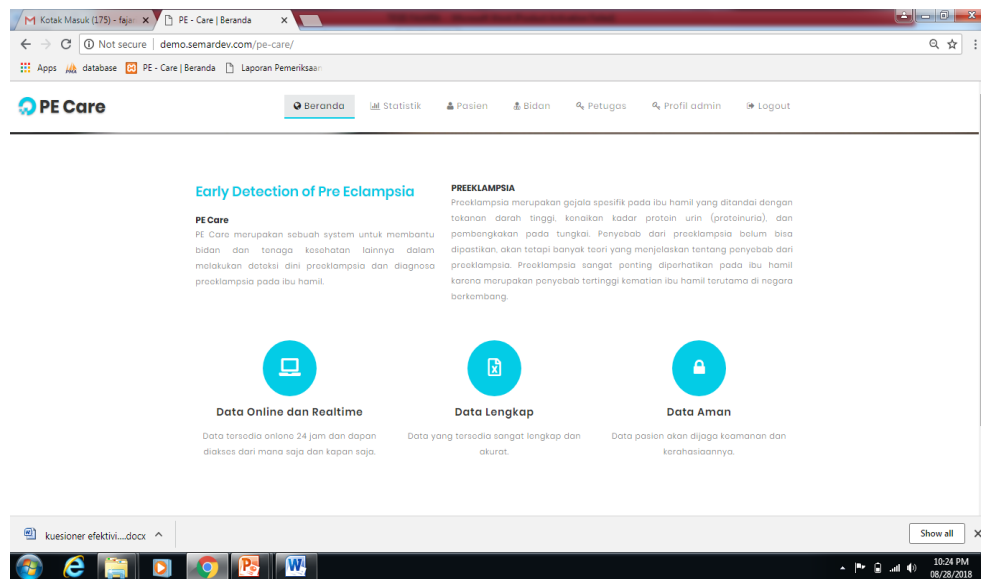 Kotak Masuk (175) - faja
PE - Care | Beranda
Not secure | demo.semardev.com/pe-care/
Apps database PE - Care | Beranda Laporan Pemeriksaan
PE Care
Beranda Statistik Pasien Bidan Petugas Profil admin Logout
Early Detection of Pre Eclampsia
PE Care
PE Care merupakan sebuah system untuk membantu
bidan dan tenaga kesehatan lainnya dalam
melakukan deteksi dini preeklampsia dan diagnosa
preeklampsia pada ibu hamil.
PREEKLAMPSIA
Preeklampsia merupakan gejala spesifik pada ibu hamil yang ditandai dengan
tekanan darah tinggi, kenaikan kadar protein urin (proteinuria), dan
pembengkakan pada tungkai. Penyebab dari preeklampsia belum bisa
dipastikan, akan tetapi banyak teori yang menjelaskan tentang penyebab dari
preeklampsia. Preeklampsia sangat penting diperhatikan pada ibu hamil
karena merupakan penyebab tertinggi kematian ibu hamil terutama di negara
berkembang.
Data Online dan Realtime
Data tersedia onlene 24 jam dan dapan
diakses dari mana saja dan kapan saja.
Data Lengkap
Data yang tersedia sangat lengkap dan
akurat.
Data Aman
Data pasien akan dijaga keamanan dan
kerahasiaannya.
kuesioner efektivi....docx
Show all
10:24 PM
08/28/2018